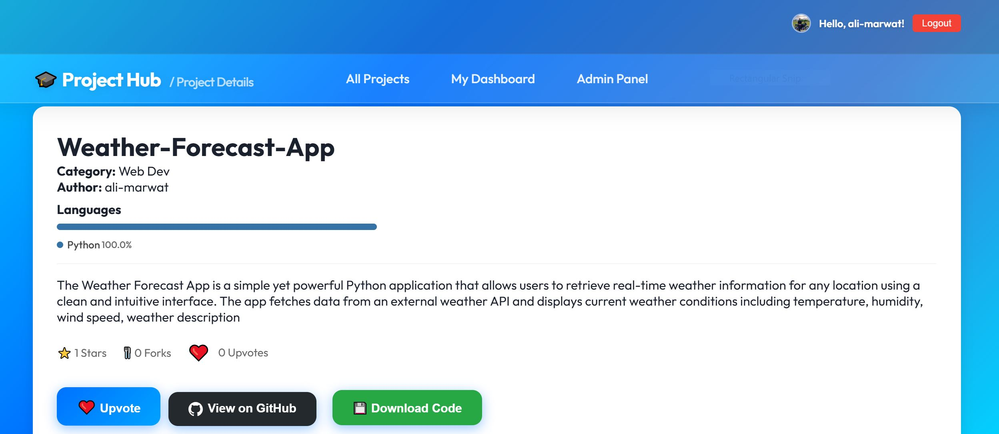 Hello, ali-marwat!
Logout
Project Hub / Project Details
All Projects
My Dashboard
Admin Panel
Rectangular Snip
Weather-Forecast-App
Category: Web Dev
Author: ali-marwat
Languages
Python 100.0%
The Weather Forecast App is a simple yet powerful Python application that allows users to retrieve real-time weather information for any location using a
clean and intuitive interface. The app fetches data from an external weather API and displays current weather conditions including temperature, humidity,
wind speed, weather description
1 Stars
0 Forks
0 Upvotes
Upvote
View on GitHub
Download Code